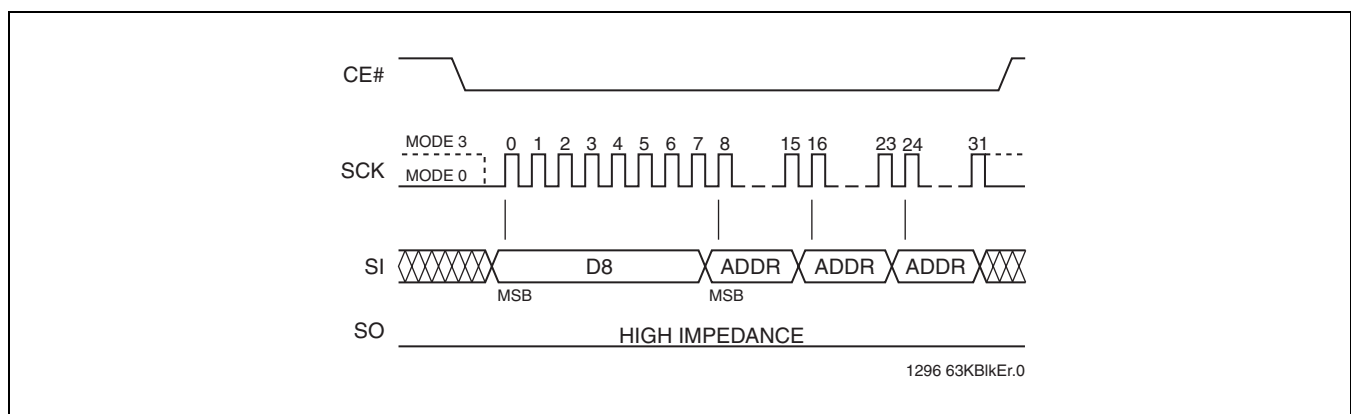 CE#
MODE 3
0 1 2 3 4 5 6 7 8 15 16 23 24 31
SCK
MODE 0
SI
D8
ADDR
ADDR
ADDR
MSB
MSB
SO
HIGH IMPEDANCE
1296 63KBlkEr.0